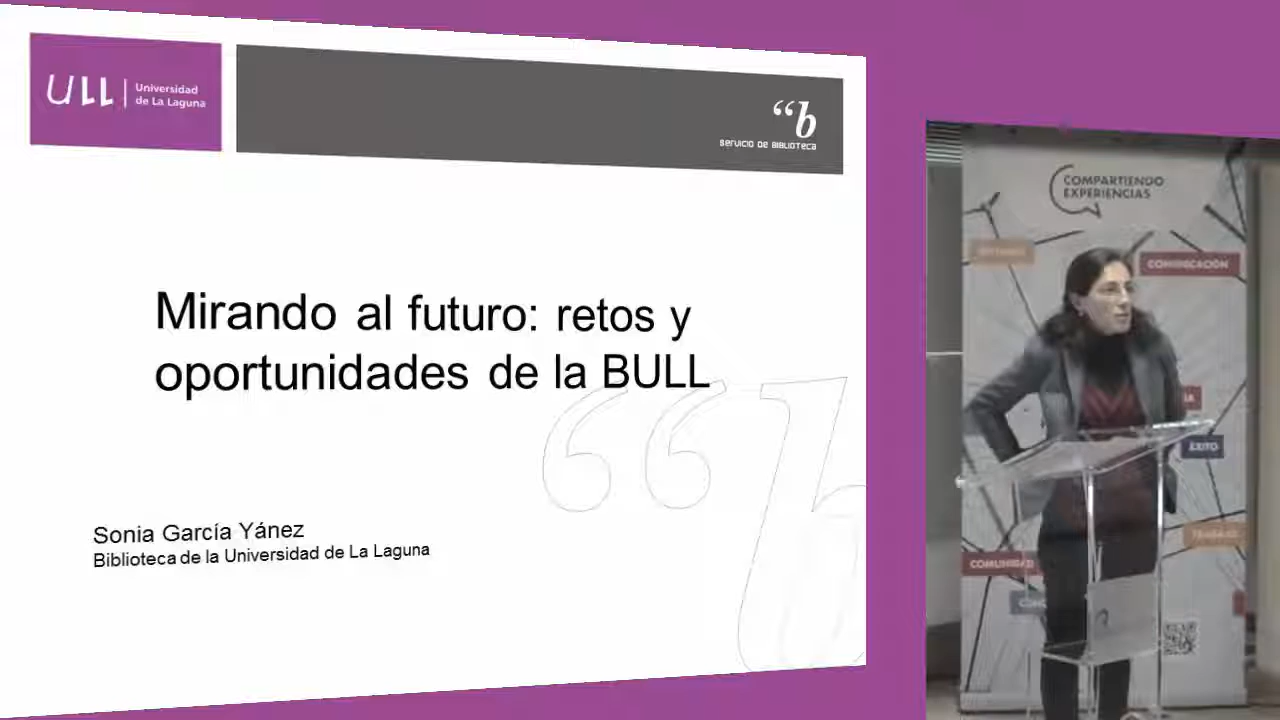 ULL
Universidad
de La Laguna
“b
SERVICIO DE BIBLIOTECA
Mirando al futuro: retos y
oportunidades de la BULL
Sonia García Yánez
Biblioteca de la Universidad de La Laguna
COMPARTIENDO
EXPERIENCIAS
COMUNICACIÓN
ÉXITO
COMUNIDAD